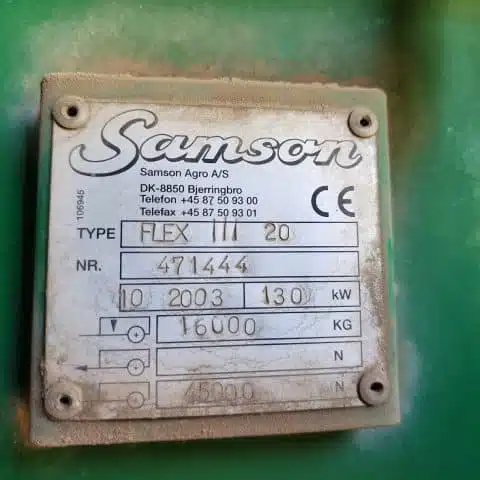 Samson
Samson Agro A/S
DK-8850 Bjerringbro
Telefon +45 87 50 93 00
Telefax +45 87 50 93 01
CE
106945
TYPE FLEX III 20
NR. 471444
10 2003 130 kW
16000 KG
N
45000 N